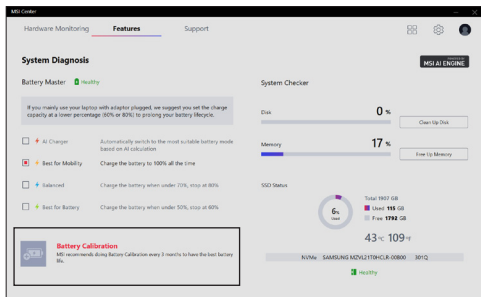 MSI Center
Hardware Monitoring
Features
Support
System Diagnosis
MSI AI ENGINE
Battery Master
Healthy
If you mainly use your laptop with adaptor plugged, we suggest you set the charge
capacity at a lower percentage (60% or 80%) to prolong your battery lifecycle.
AI Charger
Automatically switch to the most suitable battery mode
based on AI calculation
Best for Mobility
Charge the battery to 100% all the time
Balanced
Charge the battery when under 70%, stop at 80%
Best for Battery
Charge the battery when under 50%, stop at 60%
Battery Calibration
MSI recommends doing Battery Calibration every 3 months to have the best battery
life.
System Checker
Disk
0 %
Clean Up Disk
Memory
17 %
Free Up Memory
SSD Status
6%
Used
Total 1907 GB
Used 115 GB
Free 1792 GB
43 °C 109 °F
NVMe SAMSUNG MZVL21T0HCLR-00B00 301Q
Healthy